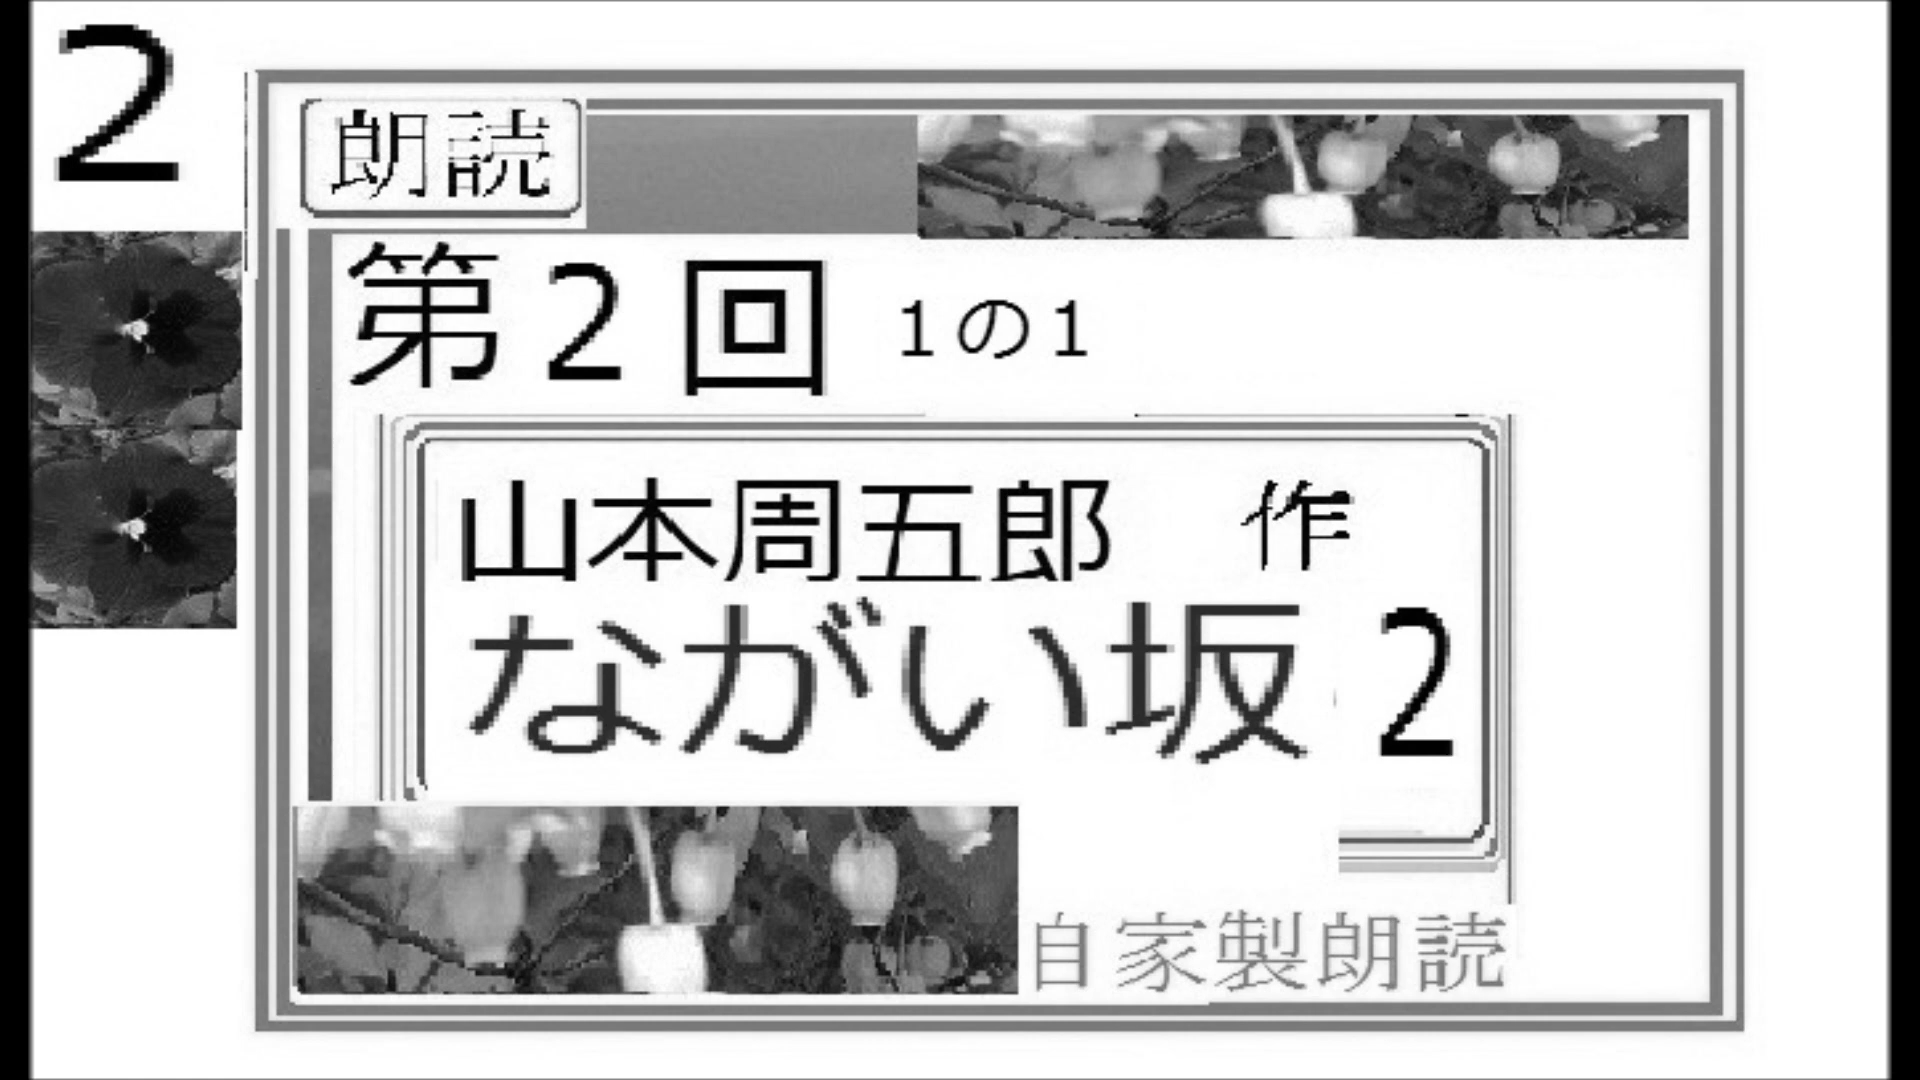 2
朗読
第2回 1の1
山本周五郎 作
ながい坂 2
自家製朗読